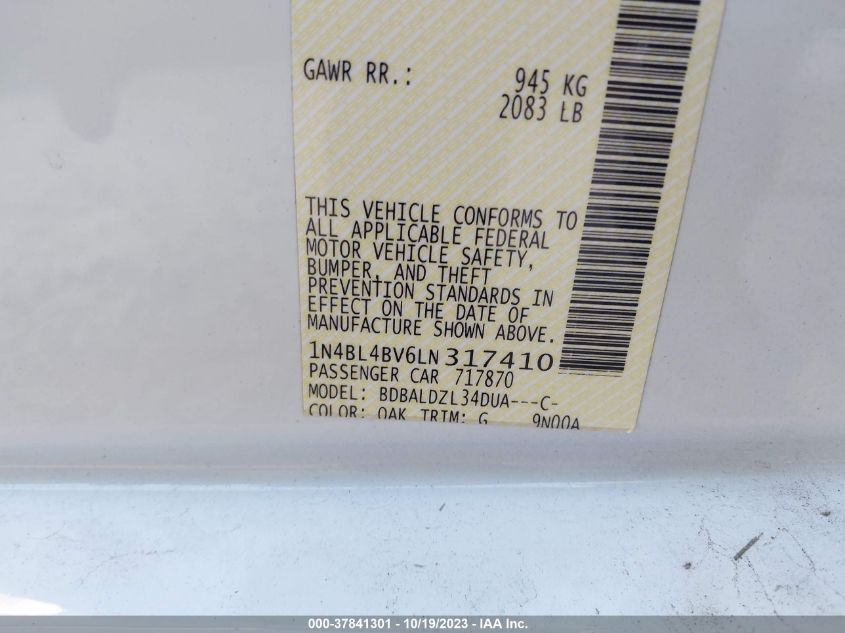 GAWR RR.: 945 KG
2083 LB
THIS VEHICLE CONFORMS TO
ALL APPLICABLE FEDERAL
MOTOR VEHICLE SAFETY,
BUMPER, AND THEFT
PREVENTION STANDARDS IN
EFFECT ON THE DATE OF
MANUFACTURE SHOWN ABOVE.
1N4BL4BV6LN317410
PASSENGER CAR 717870
MODEL: BDBALDZL34DUA---C-
COLOR: QAK TRIM: G 9N00A
000-37841301 - 10/19/2023 - IAA Inc.